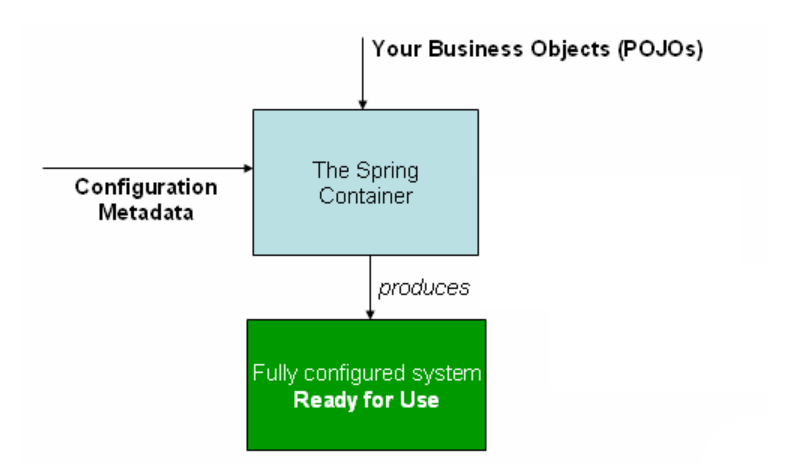 Your Business Objects (POJOs)
The Spring
Container
Configuration
Metadata
produces
Fully configured system
Ready for Use